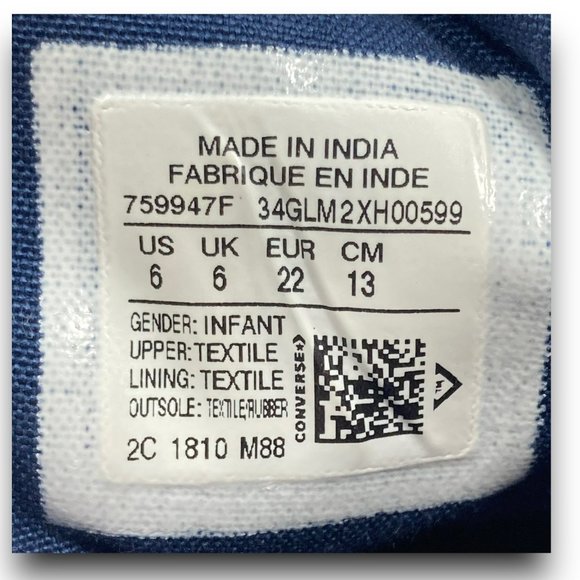 MADE IN INDIA
FABRIQUE EN INDE
759947F 34GLM2XH00599
US UK EUR CM
6 6 22 13
GENDER: INFANT
UPPER: TEXTILE
LINING: TEXTILE
OUTSOLE: TEXTILE/RUBBER
CONVERSE
TM
2C 1810 M88